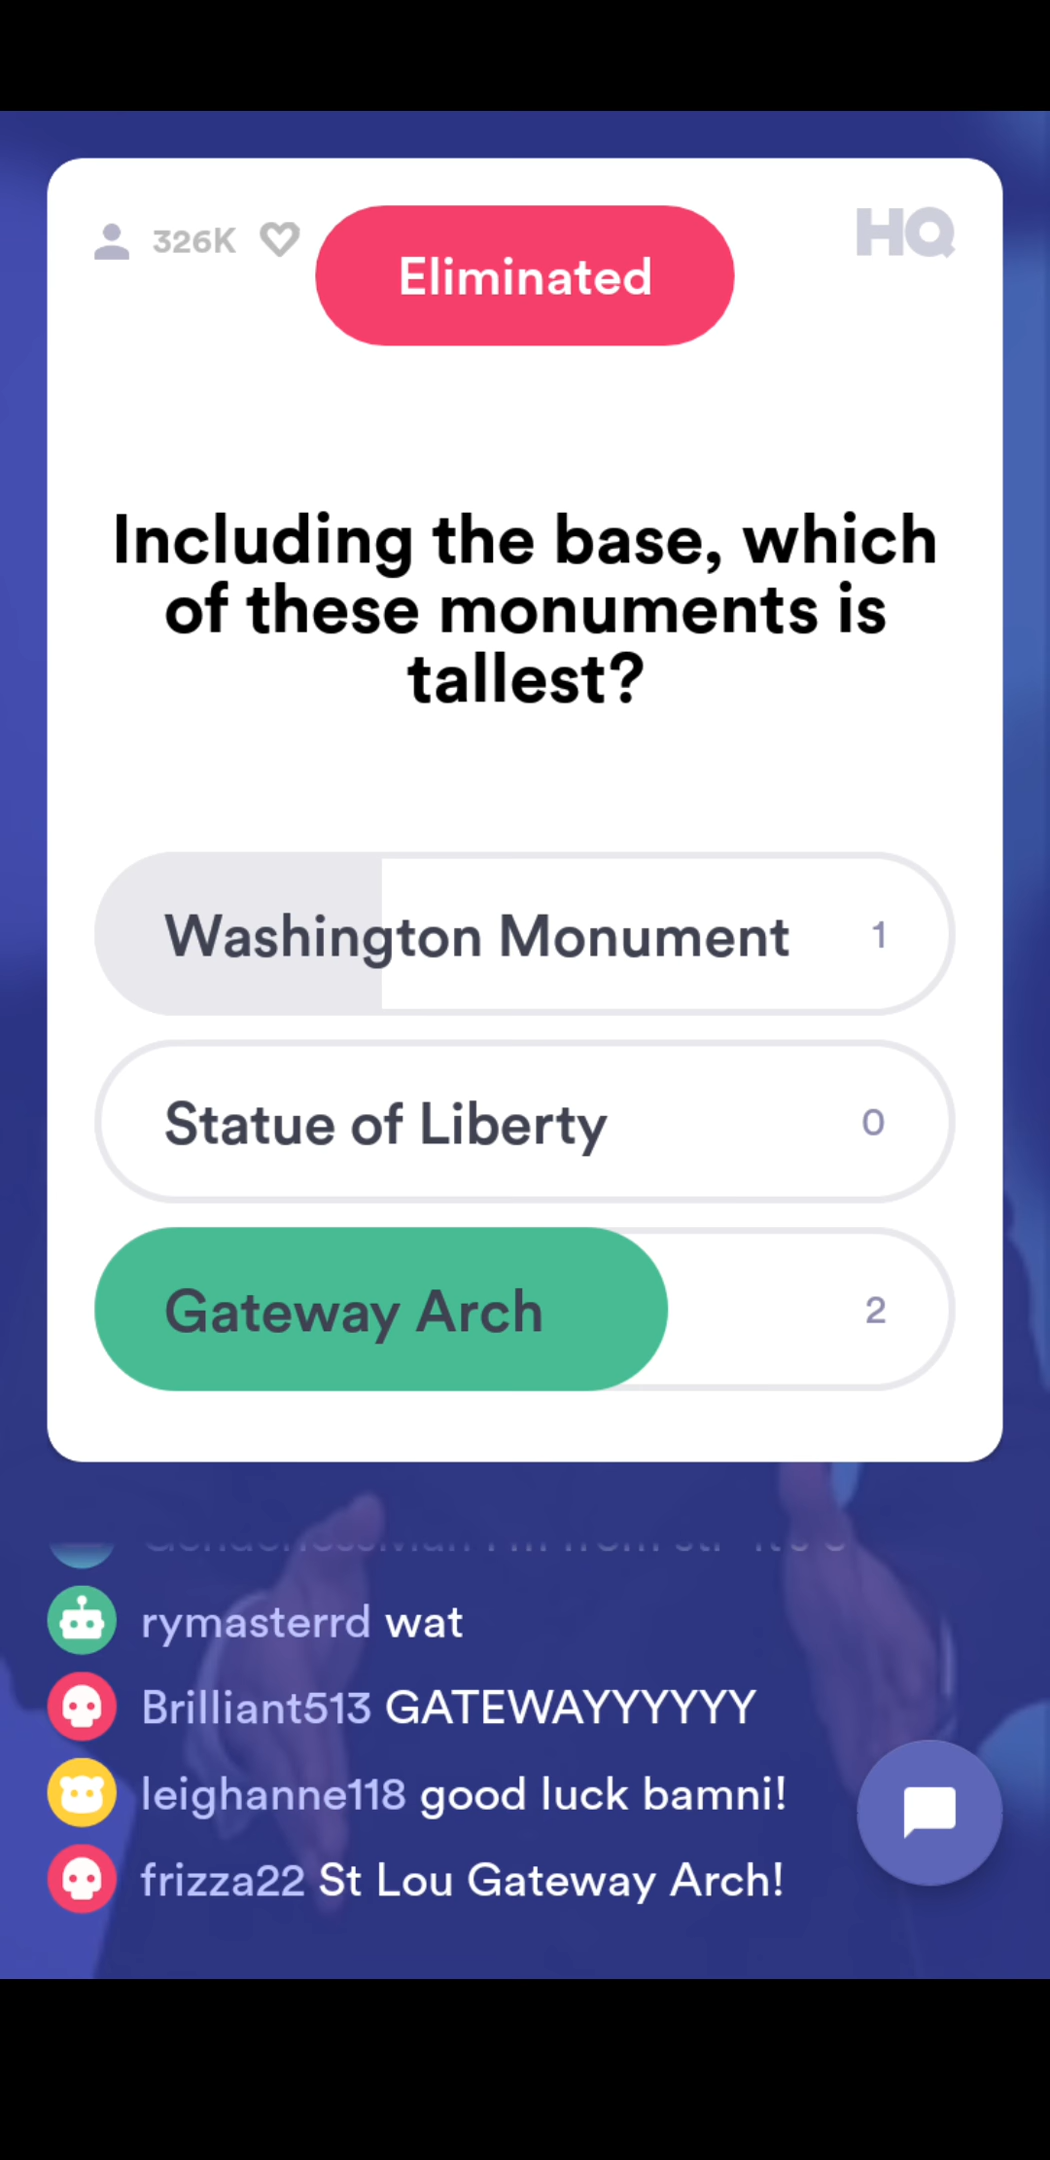 326K
Eliminated
HQ
Including the base, which
of these monuments is
tallest?
Washington Monument 1
Statue of Liberty 0
Gateway Arch 2
rymasterrd wat
Brilliant513 GATEWAYYYYYY
leighanne118 good luck bamni!
frizza22 St Lou Gateway Arch!